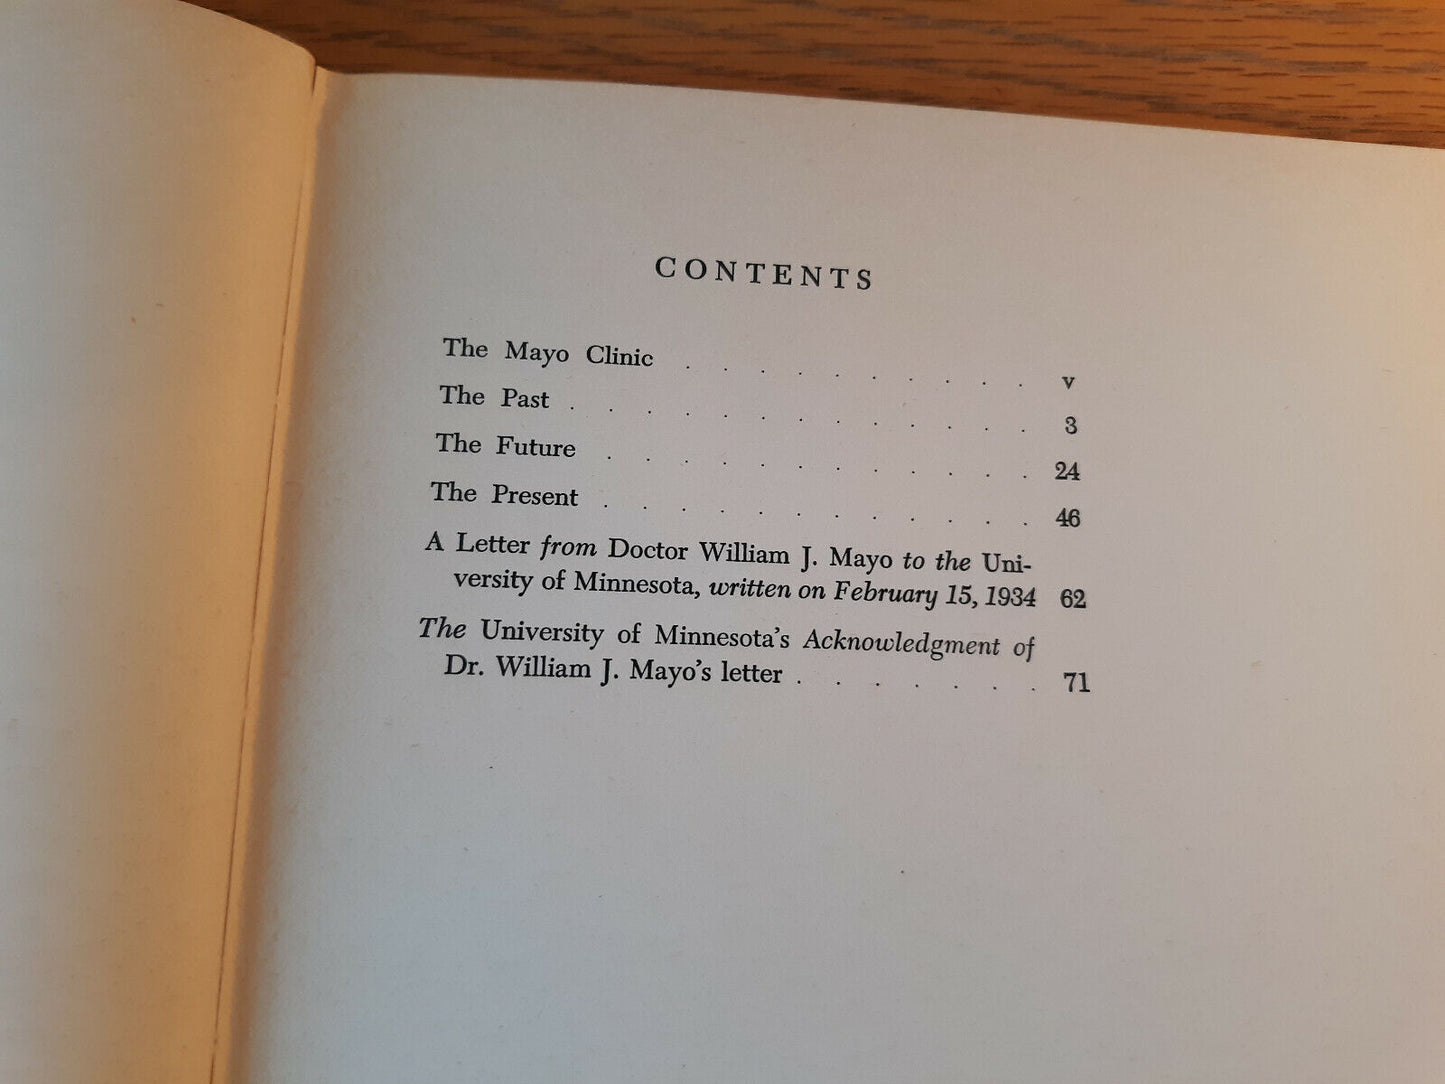 CONTENTS
The Mayo Clinic . . . . . . . . . . v
The Past . . . . . . . . . . . . . 3
The Future . . . . . . . . . . . . 24
The Present . . . . . . . . . . . . 46
A Letter from Doctor William J. Mayo to the Uni-
versity of Minnesota, written on February 15, 1934 62
The University of Minnesota's Acknowledgment of
Dr. William J. Mayo's letter . . . . . . . 71